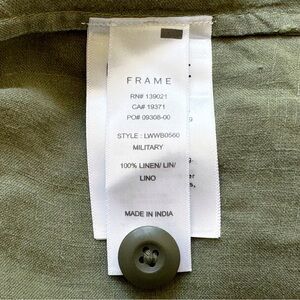 FRAME
RN# 139021
CA# 19371
PO# 09308-00
STYLE : LWWB0560
MILITARY
100% LINEN/ LIN/
LINO
MADE IN INDIA